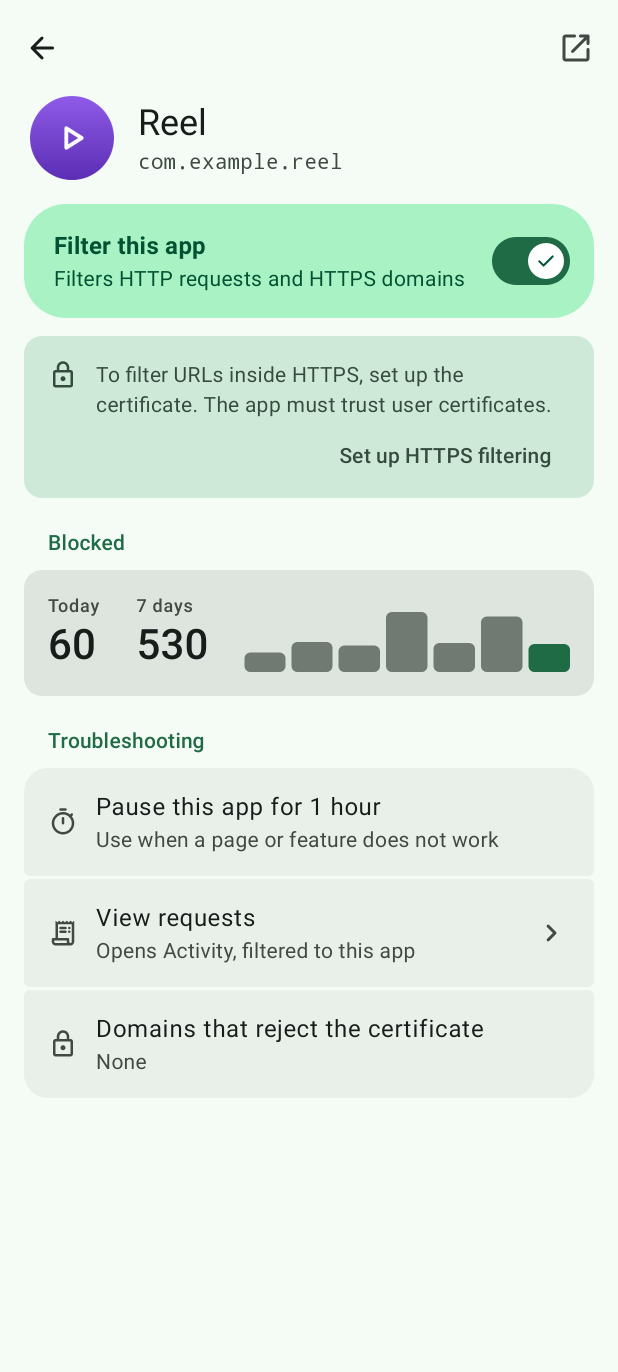 Reel
com.example.reel
Filter this app
Filters HTTP requests and HTTPS domains
To filter URLs inside HTTPS, set up the
certificate. The app must trust user certificates.
Set up HTTPS filtering
Blocked
Today
60
7 days
530
Troubleshooting
Pause this app for 1 hour
Use when a page or feature does not work
View requests
Opens Activity, filtered to this app
Domains that reject the certificate
None